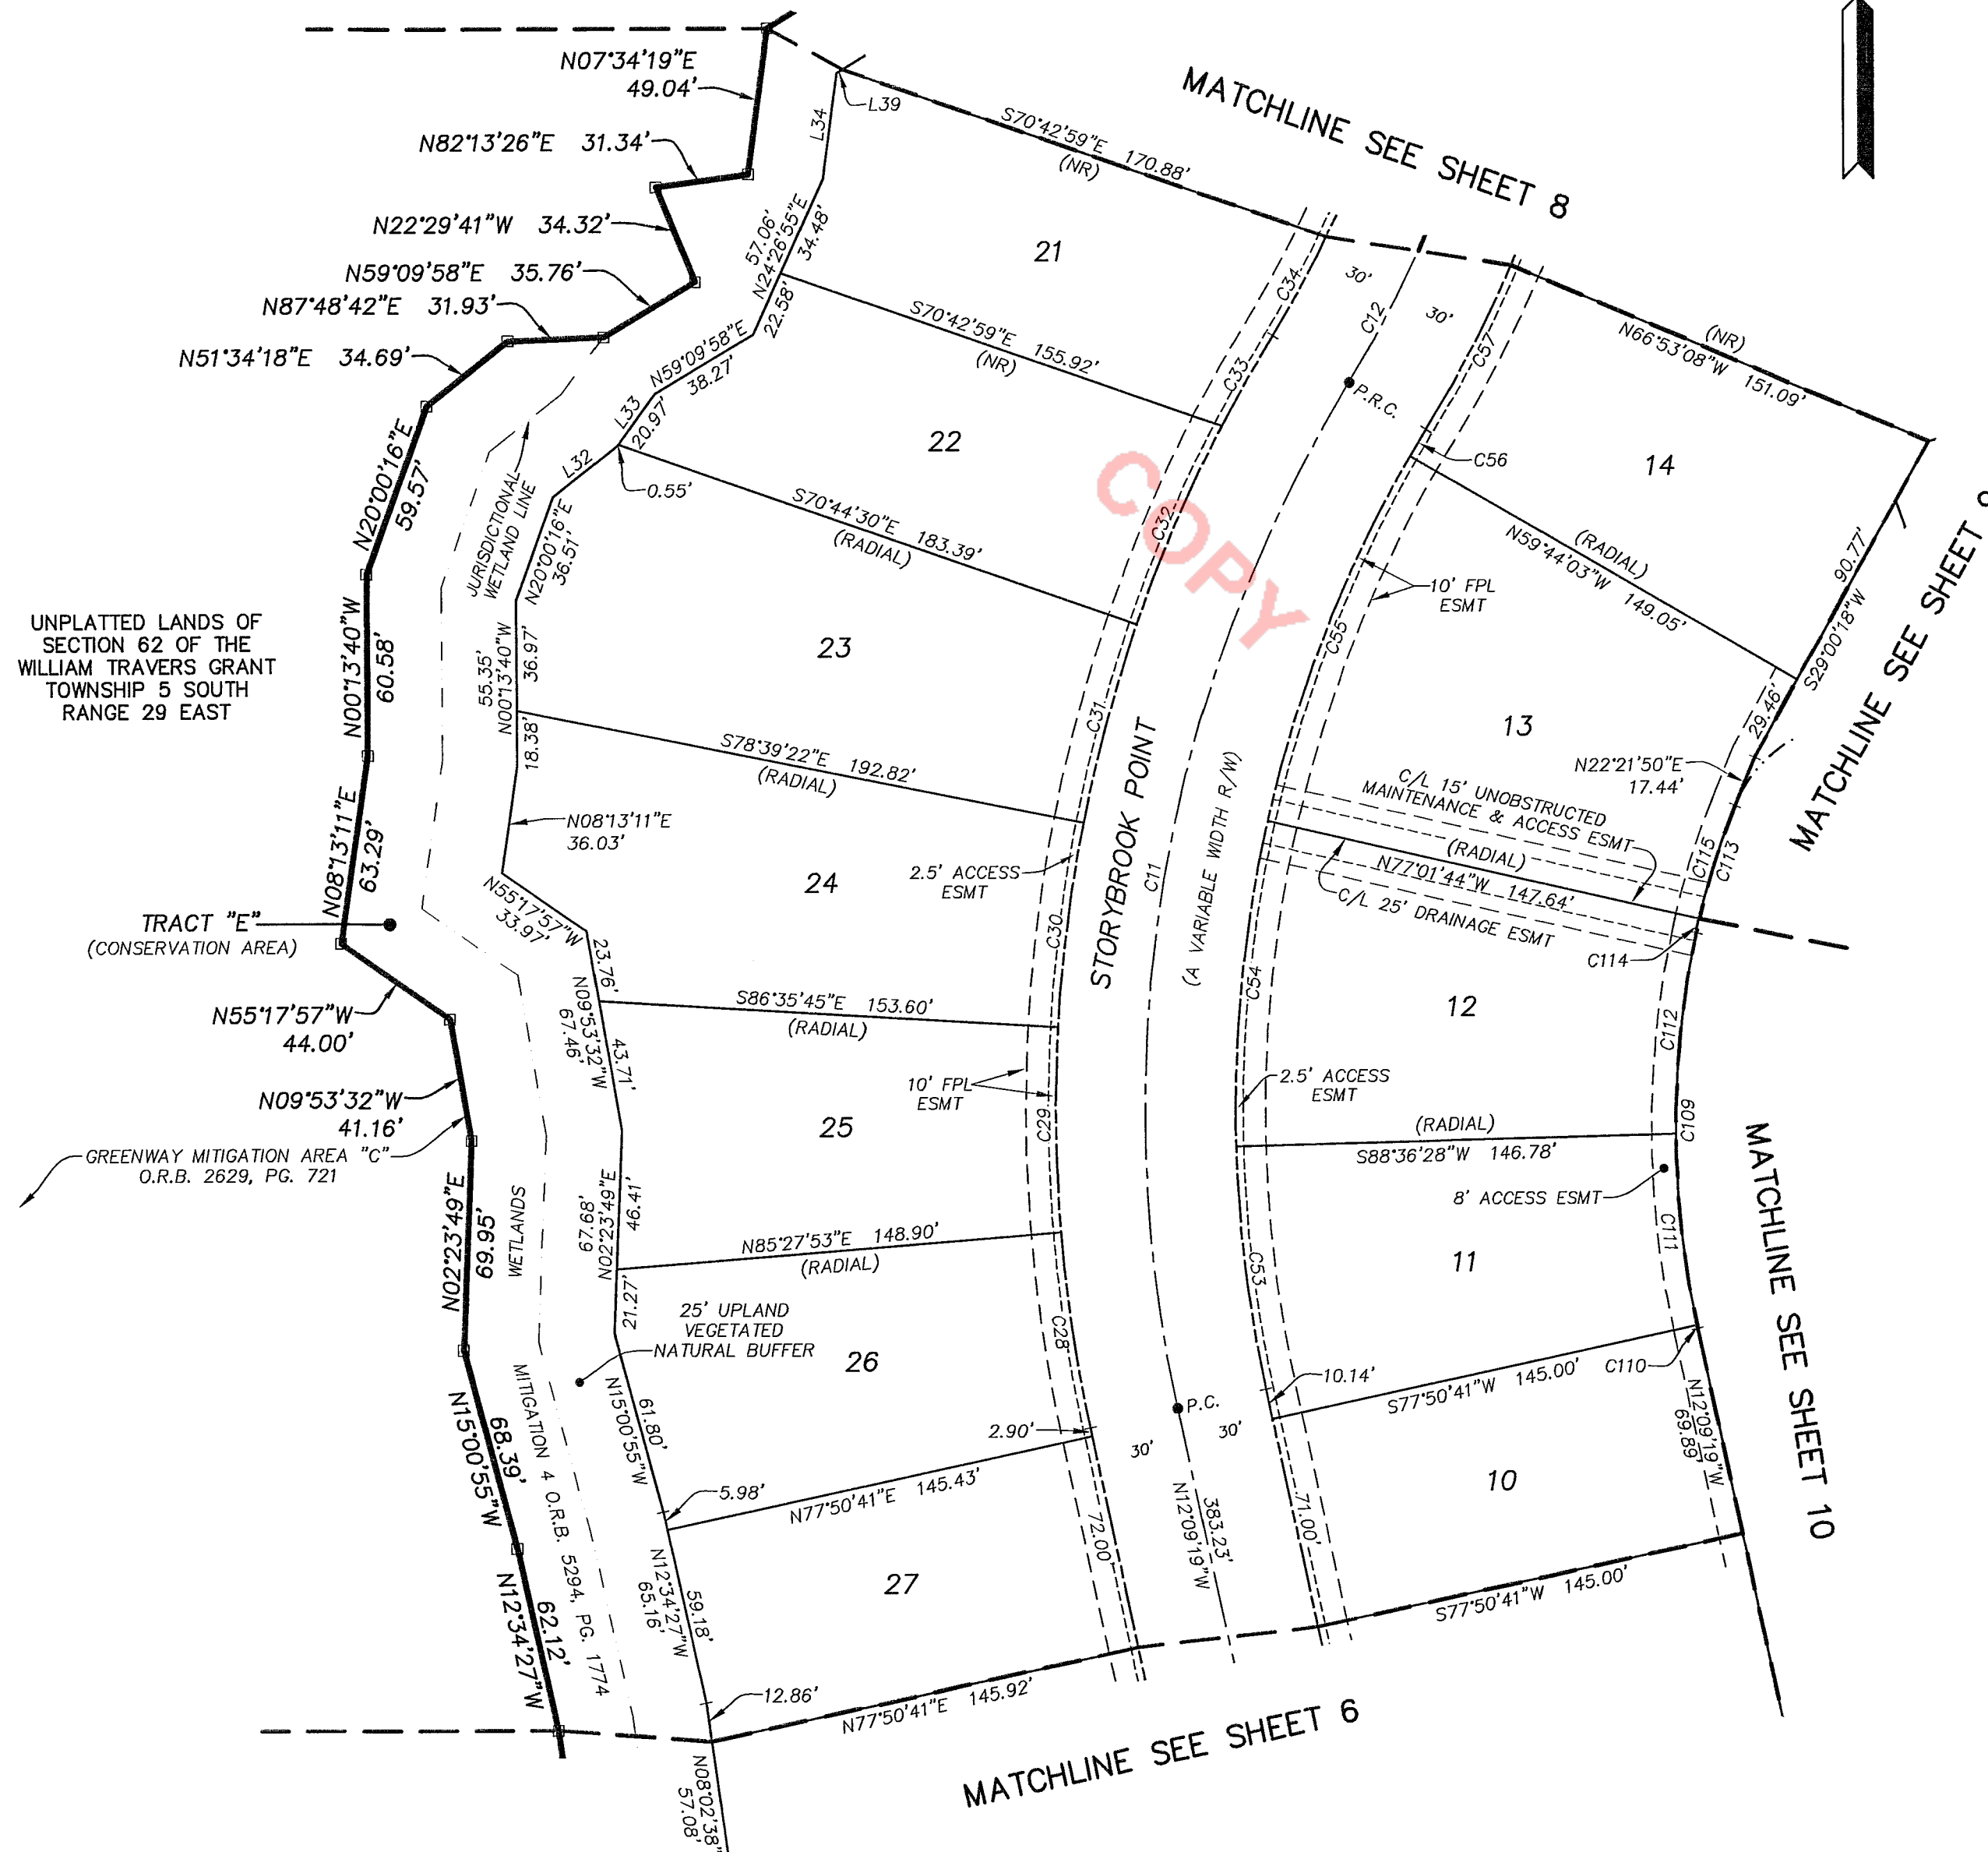 N07°34'19"E
49.04'
N82°13'26"E 31.34'
N22°29'41"W 34.32'
N59°09'58"E 35.76'
N87°48'42"E 31.93'
N51°34'18"E 34.69'
N20°00'16"E
59.57'
UNPLATTED LANDS OF
SECTION 62 OF THE
WILLIAM TRAVERS GRANT
TOWNSHIP 5 SOUTH
RANGE 29 EAST
N00°13'40"W
60.58'
N08°13'11"E
63.29'
TRACT "E"
(CONSERVATION AREA)
N55°17'57"W
44.00'
N09°53'32"W
41.16'
GREENWAY MITIGATION AREA "C"
O.R.B. 2629, PG. 721
N02°23'49"E
69.95'
N15°00'55"W
68.39'
N12°34'27"W
62.12'
JURISDICTIONAL
WETLAND LINE
WETLANDS
MITIGATION 4 O.R.B. 5294, PG. 1774
25' UPLAND
VEGETATED
NATURAL BUFFER
L39
L34
57.06'
N24°26'55"E
34.48'
22.58'
N59°09'58"E
38.27'
L33
20.97'
L32
0.55'
N20°00'16"E
36.51'
55.35'
N00°13'40"W
36.97'
18.38'
N08°13'11"E
36.03'
N55°17'57"W
33.97'
23.76'
N09°53'32"W
67.46'
43.71'
67.68'
N02°23'49"E
46.41'
21.27'
N15°00'55"W
61.80'
5.98'
N12°34'27"W
65.16'
59.18'
12.86'
N08°02'38"
57.08'
MATCHLINE SEE SHEET 8
S70°42'59"E 170.88'
(NR)
21
S70°42'59"E 155.92'
(NR)
22
S70°44'30"E 183.39'
(RADIAL)
23
S78°39'22"E 192.82'
(RADIAL)
24
2.5' ACCESS
ESMT
S86°35'45"E 153.60'
(RADIAL)
10' FPL
ESMT
25
N85°27'53"E 148.90'
(RADIAL)
26
2.90'
N77°50'41"E 145.43'
27
72.00'
N77°50'41"E 145.92'
MATCHLINE SEE SHEET 6
C34
C33
C32
C31
C30
C29
C28
COPY
30'
30'
C12
P.R.C.
STORYBROOK POINT
(A VARIABLE WIDTH R/W)
C11
P.C.
30'
30'
383.23'
N12°09'19"W
C57
C56
C55
C54
C53
N66°53'08"W 151.09'
(NR)
14
(RADIAL)
N59°44'03"W 149.05'
90.77'
S29°00'18"W
MATCHLINE SEE SHEET 9
10' FPL
ESMT
13
29.46'
N22°21'50"E
17.44'
C/L 15' UNOBSTRUCTED
MAINTENANCE & ACCESS ESMT
(RADIAL)
N77°01'44"W 147.64'
C/L 25' DRAINAGE ESMT
C115
C113
C114
12
C112
2.5' ACCESS
ESMT
(RADIAL)
S88°36'28"W 146.78'
C109
8' ACCESS ESMT
11
C111
10.14'
S77°50'41"W 145.00'
C110
N12°09'19"W
69.89'
10
71.00'
S77°50'41"W 145.00'
MATCHLINE SEE SHEET 10